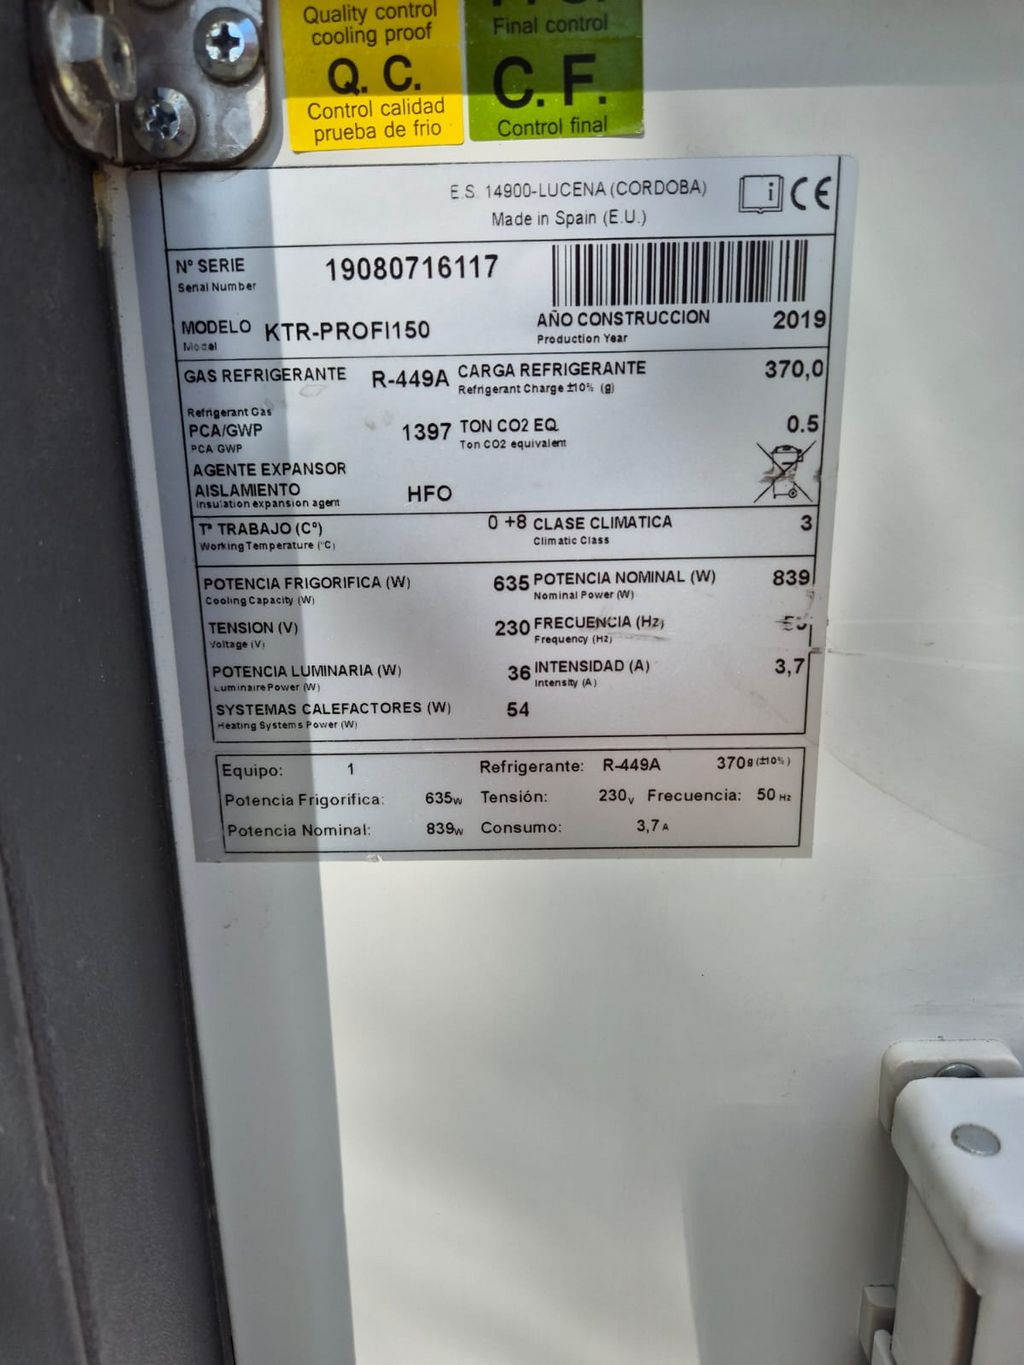 Quality control
cooling proof
Q. C.
Control calidad
prueba de frio
Final control
C. F.
Control final
E.S. 14900-LUCENA (CORDOBA)
Made in Spain (E.U.)
i CE
Nº SERIE 19080716117
Serial Number
MODELO KTR-PROFI150 AÑO CONSTRUCCION 2019
Model Production Year
GAS REFRIGERANTE R-449A CARGA REFRIGERANTE 370,0
Refrigerant Gas Refrigerant Charge ±10% (g)
PCA/GWP 1397 TON CO2 EQ. 0.5
PCA GWP Ton CO2 equivalent
AGENTE EXPANSOR
AISLAMIENTO HFO
Insulation expansion agent
Tª TRABAJO (Cº) 0 +8 CLASE CLIMATICA 3
Working Temperature (°C) Climatic Class
POTENCIA FRIGORIFICA (W) 635 POTENCIA NOMINAL (W) 839
Cooling Capacity (W) Nominal Power (W)
TENSION (V) 230 FRECUENCIA (Hz)
Voltage (V) Frequency (Hz)
POTENCIA LUMINARIA (W) 36 INTENSIDAD (A) 3,7
Luminaire Power (W) Intensity (A)
SYSTEMAS CALEFACTORES (W) 54
Heating Systems Power (W)
Equipo: 1 Refrigerante: R-449A 370g (±10%)
Potencia Frigorifica: 635w Tensión: 230v Frecuencia: 50 Hz
Potencia Nominal: 839w Consumo: 3,7 A